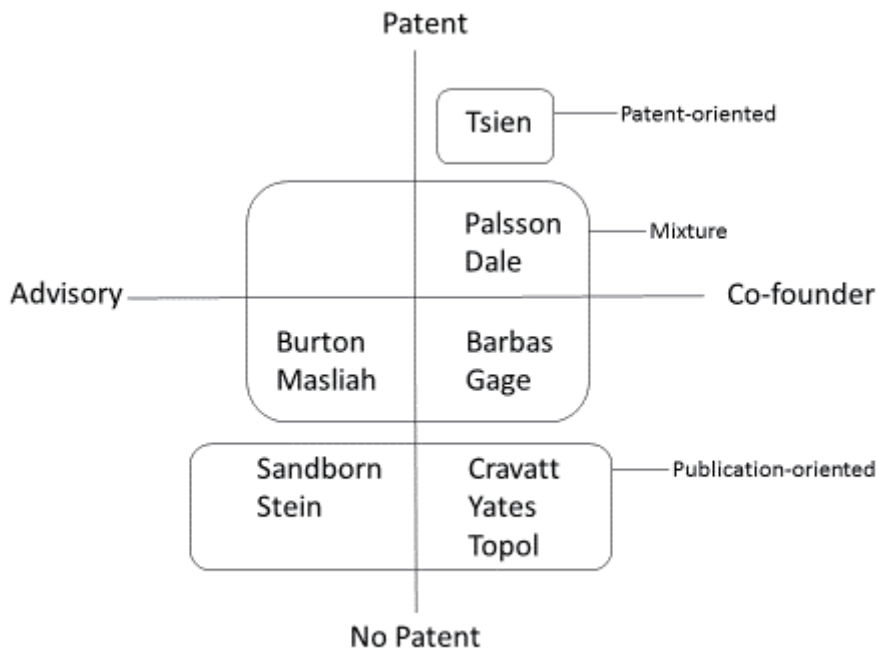 Patent
Tsien
Patent-oriented
Palsson
Dale
Mixture
Advisory
Co-founder
Burton
Masliah
Barbas
Gage
Sandborn
Stein
Cravatt
Yates
Topol
Publication-oriented
No Patent